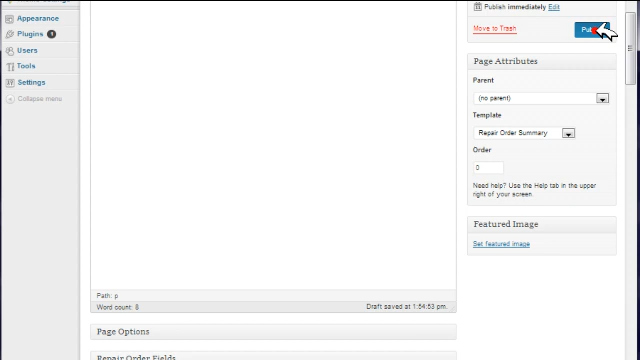 Appearance
Plugins 1
Users
Tools
Settings
Collapse menu
Path: p
Word count: 8
Draft saved at 1:54:53 pm.
Page Options
Repair Order Fields
Publish immediately Edit
Move to Trash
Page Attributes
Parent
(no parent)
Template
Repair Order Summary
Order
0
Need help? Use the Help tab in the upper
right of your screen.
Featured Image
Set featured image